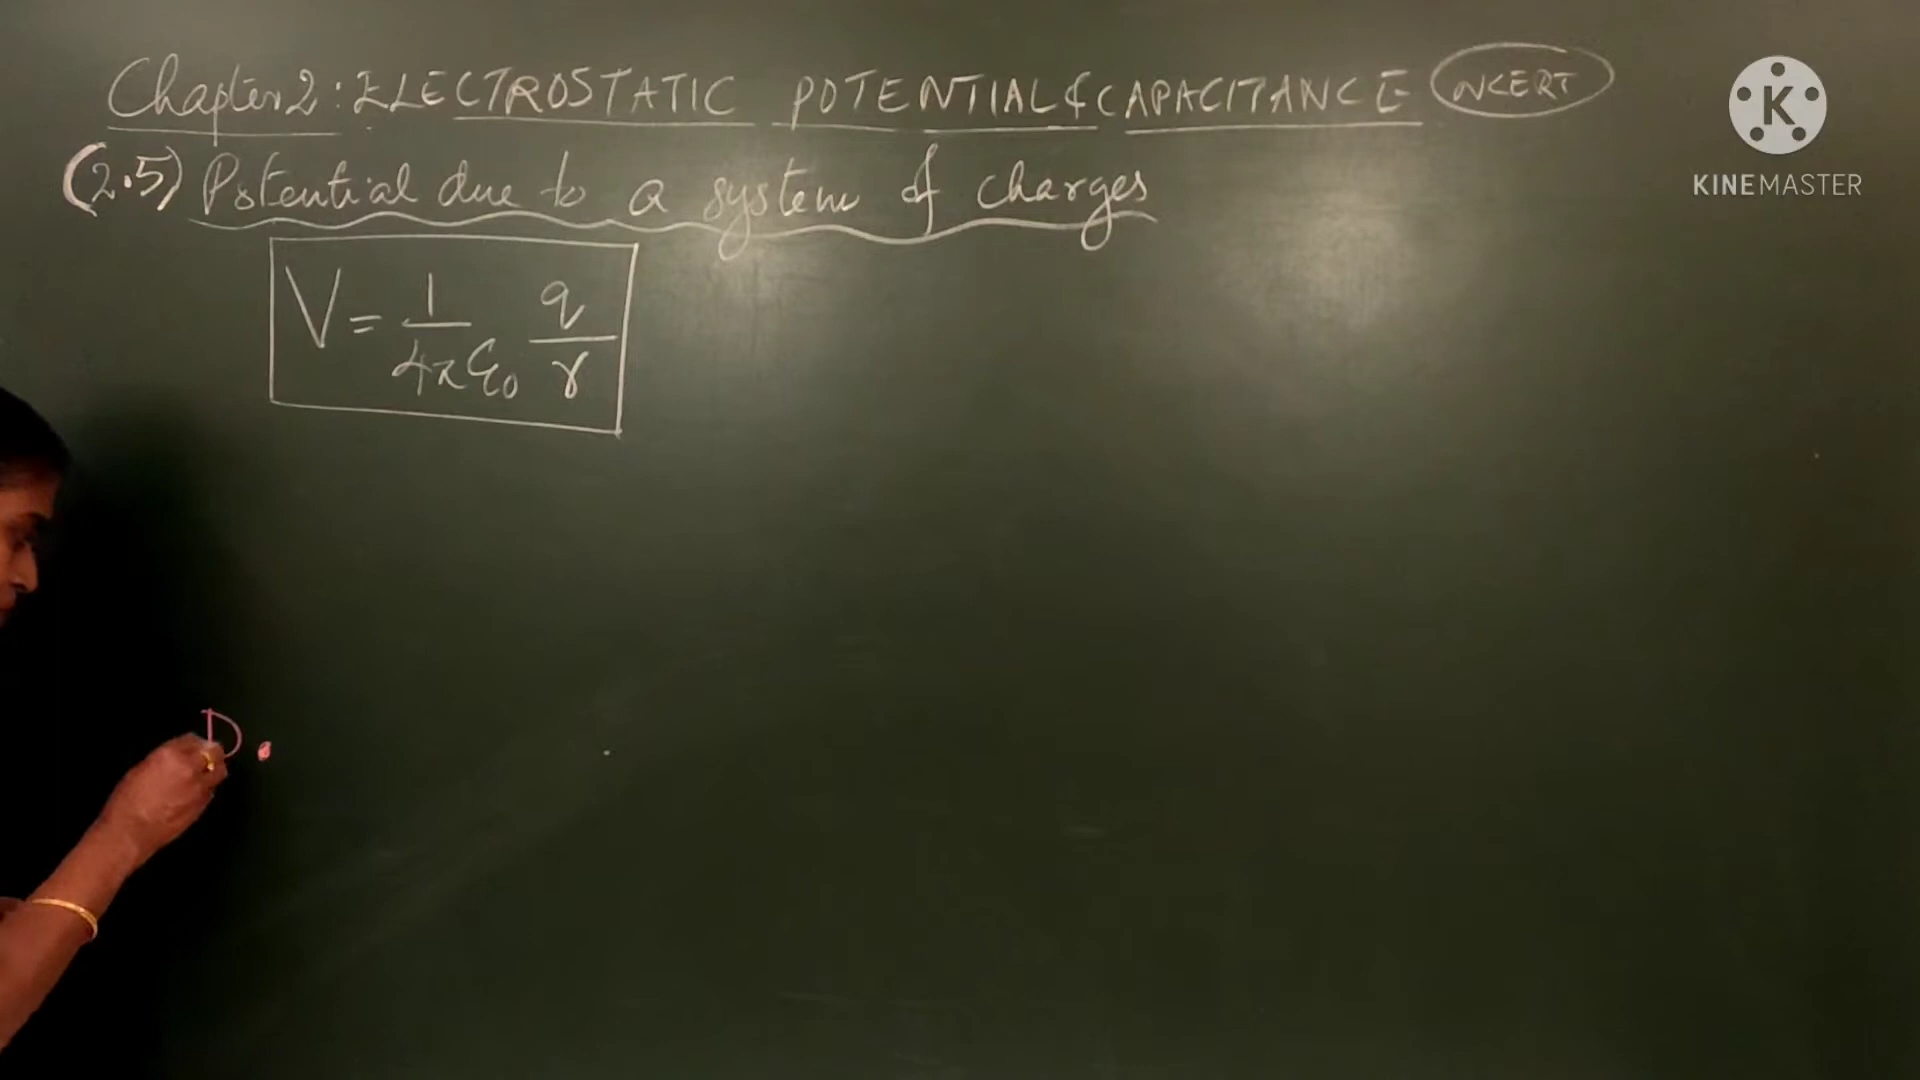 Chapter 2: ELECTROSTATIC POTENTIAL & CAPACITANCE NCERT
(2.5) Potential due to a system of charges
V = 1/4πε₀ q/r
P
K
KINEMASTER